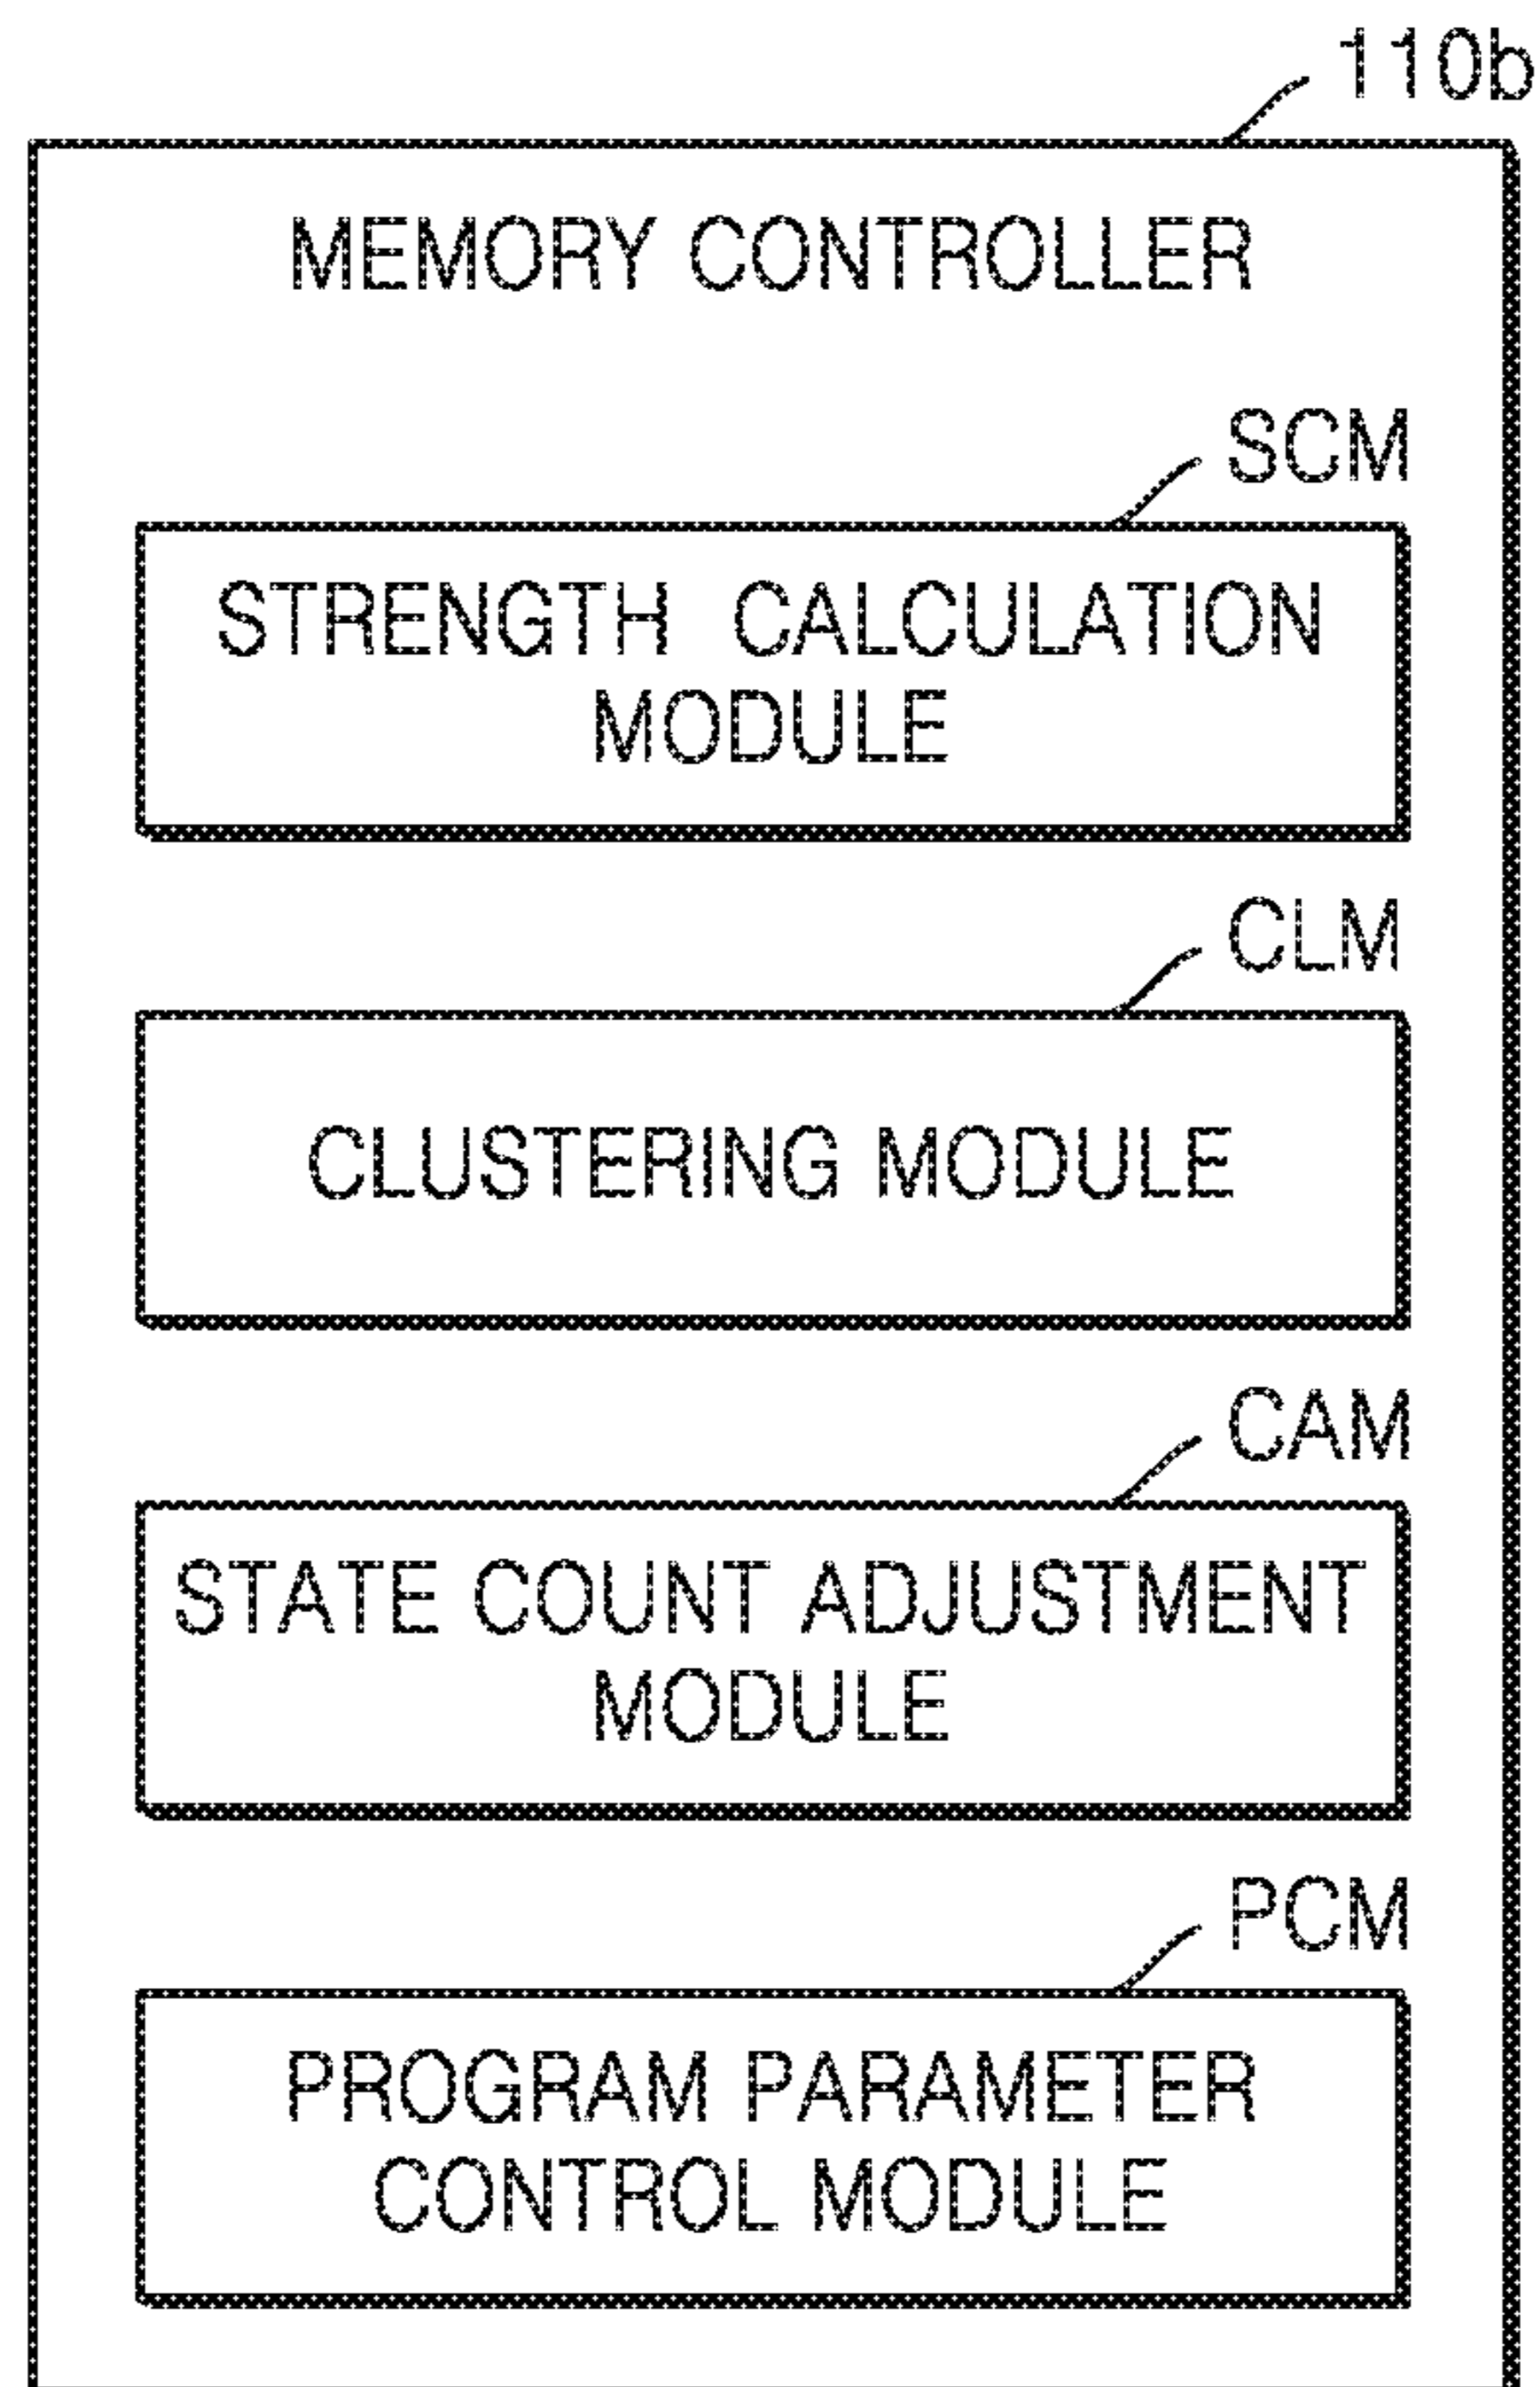 110b
MEMORY CONTROLLER
SCM
STRENGTH CALCULATION
MODULE
CLM
CLUSTERING MODULE
CAM
STATE COUNT ADJUSTMENT
MODULE
PCM
PROGRAM PARAMETER
CONTROL MODULE